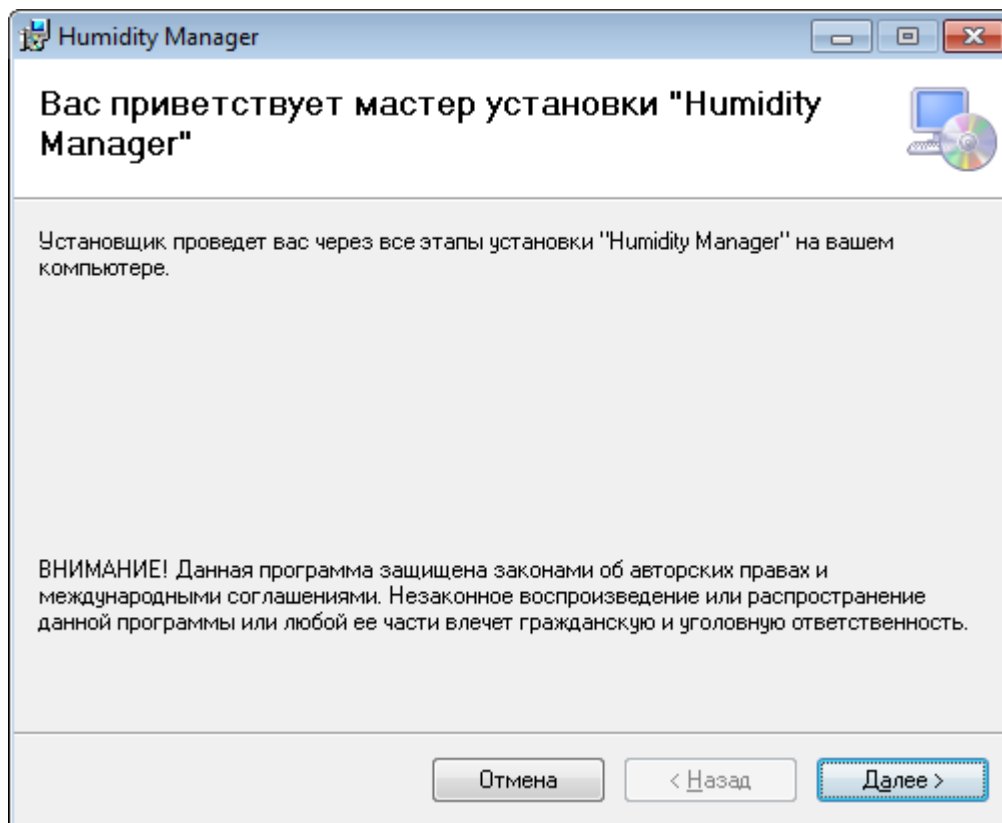 Humidity Manager
Вас приветствует мастер установки "Humidity
Manager"
Установщик проведет вас через все этапы установки "Humidity Manager" на вашем
компьютере.
ВНИМАНИЕ! Данная программа защищена законами об авторских правах и
международными соглашениями. Незаконное воспроизведение или распространение
данной программы или любой ее части влечет гражданскую и уголовную ответственность.
Отмена < Назад Далее >